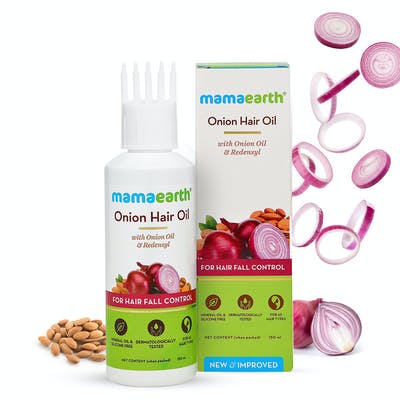 mamaearth®
Onion Hair Oil
with Onion Oil
& Redensyl
FOR HAIR FALL CONTROL
MINERAL OIL &
SILICONE FREE
DERMATOLOGICALLY
TESTED
FOR ALL
HAIR TYPES
NET CONTENT (when packed) 150 ml
mamaearth®
Onion Hair Oil
with Onion Oil
& Redensyl
FOR HAIR FALL CONTROL
MINERAL OIL &
SILICONE FREE
DERMATOLOGICALLY
TESTED
FOR ALL
HAIR TYPES
NET CONTENT (when packed) 150 ml
NEW & IMPROVED